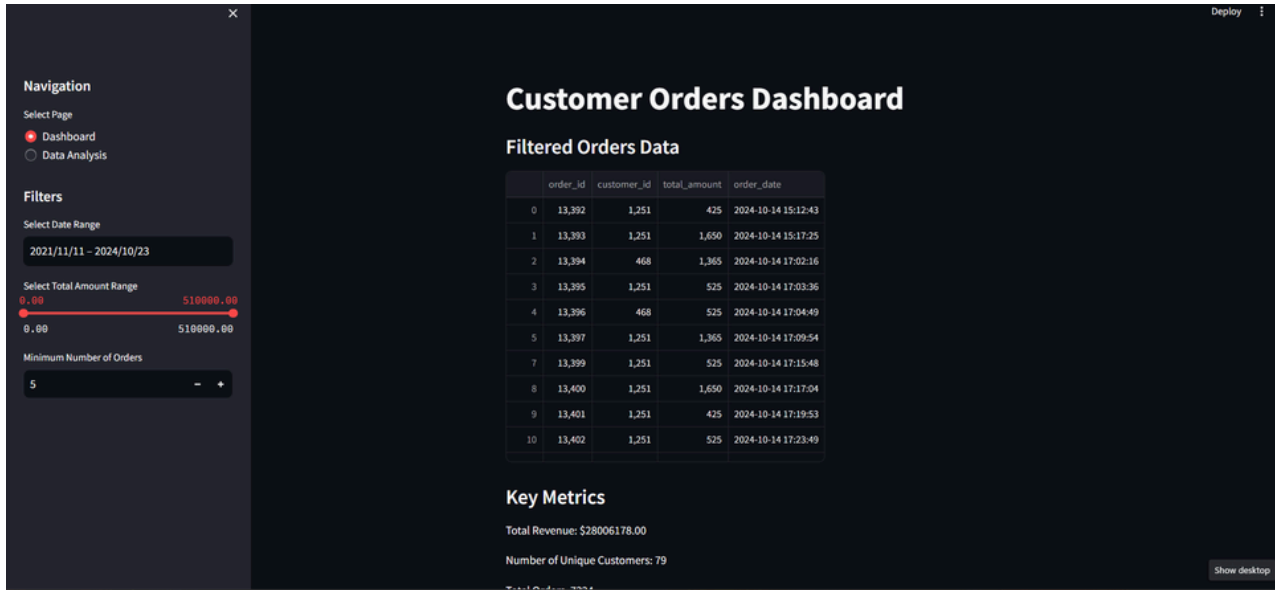 Deploy
Navigation
Select Page
Dashboard
Data Analysis
Filters
Select Date Range
2021/11/11 – 2024/10/23
Select Total Amount Range
0.00 510000.00
0.00 510000.00
Minimum Number of Orders
5 − +
Customer Orders Dashboard
Filtered Orders Data
order_id customer_id total_amount order_date
0 13,392 1,251 425 2024-10-14 15:12:43
1 13,393 1,251 1,650 2024-10-14 15:17:25
2 13,394 468 1,365 2024-10-14 17:02:16
3 13,395 1,251 525 2024-10-14 17:03:36
4 13,396 468 525 2024-10-14 17:04:49
5 13,397 1,251 1,365 2024-10-14 17:09:54
7 13,399 1,251 525 2024-10-14 17:15:48
8 13,400 1,251 1,650 2024-10-14 17:17:04
9 13,401 1,251 425 2024-10-14 17:19:53
10 13,402 1,251 525 2024-10-14 17:23:49
Key Metrics
Total Revenue: $28006178.00
Number of Unique Customers: 79
Total Orders:
Show desktop